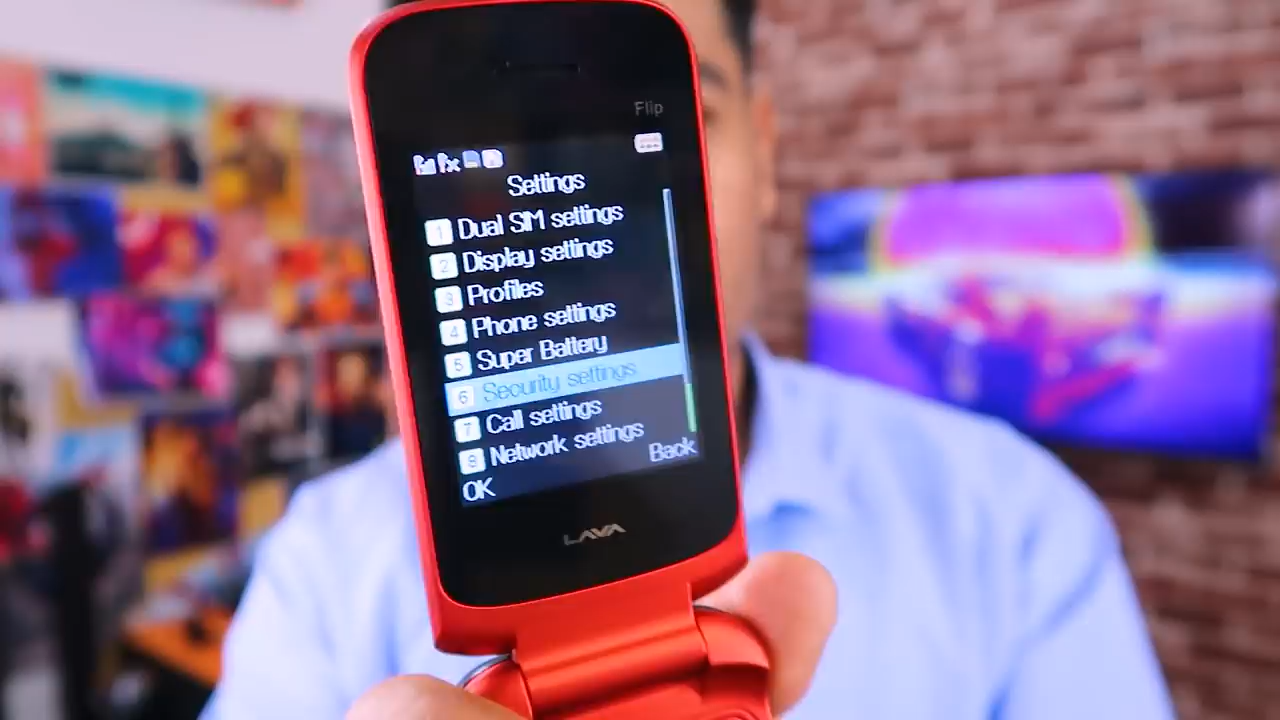 Flip
Settings
1 Dual SIM settings
2 Display settings
3 Profiles
4 Phone settings
5 Super Battery
6 Security settings
7 Call settings
8 Network settings
OK
Back
LAVA